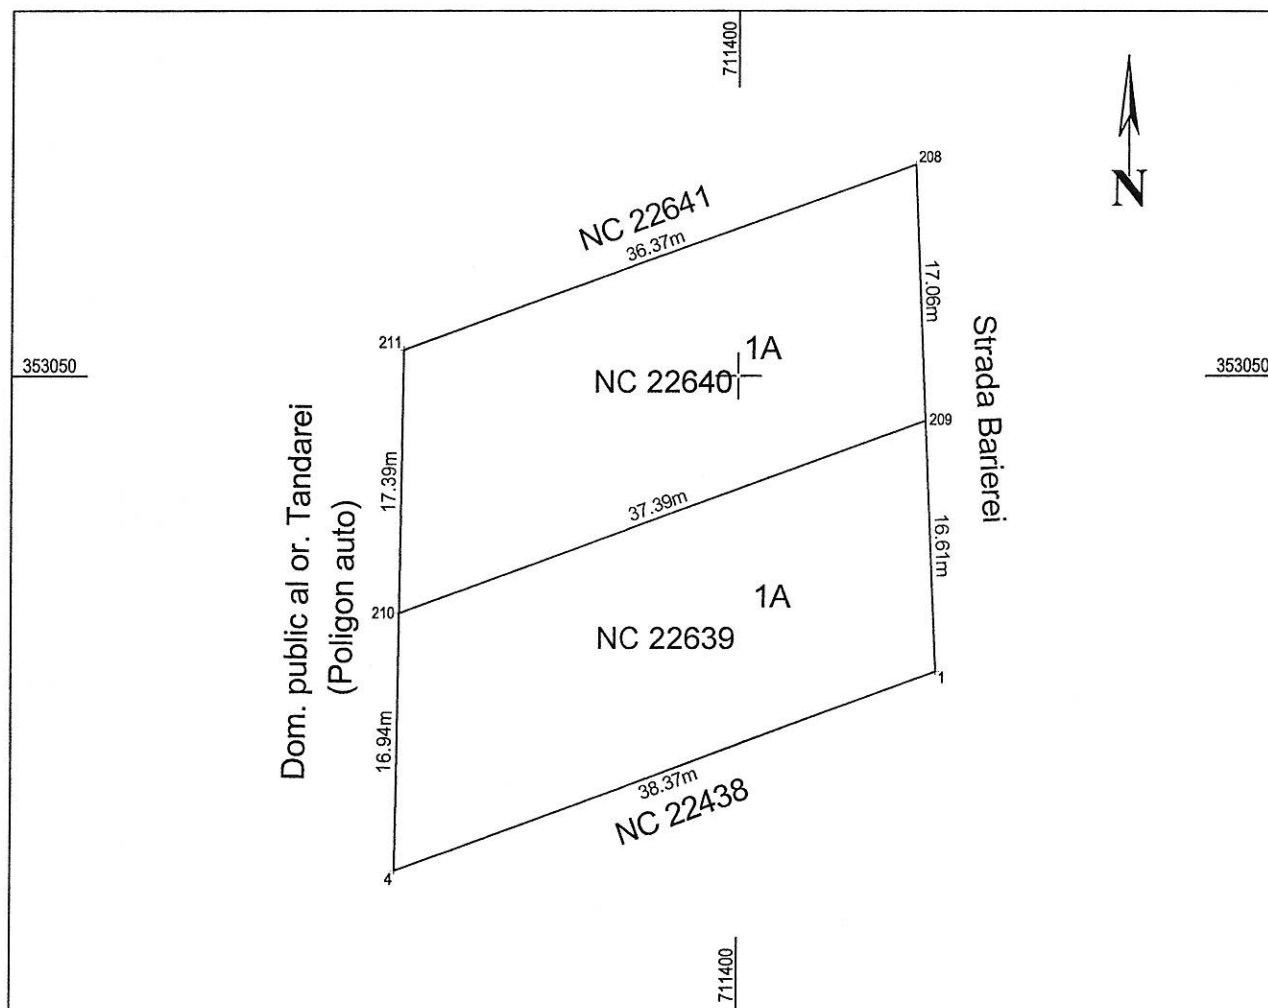 711400
208
N
NC 22641
36.37m
17.06m
211
353050
1A
353050
NC 22640
Strada Barierei
209
17.39m
Dom. public al or. Tandarei
(Poligon auto)
37.39m
16.61m
210
1A
NC 22639
1
16.94m
38.37m
NC 22438
4
711400